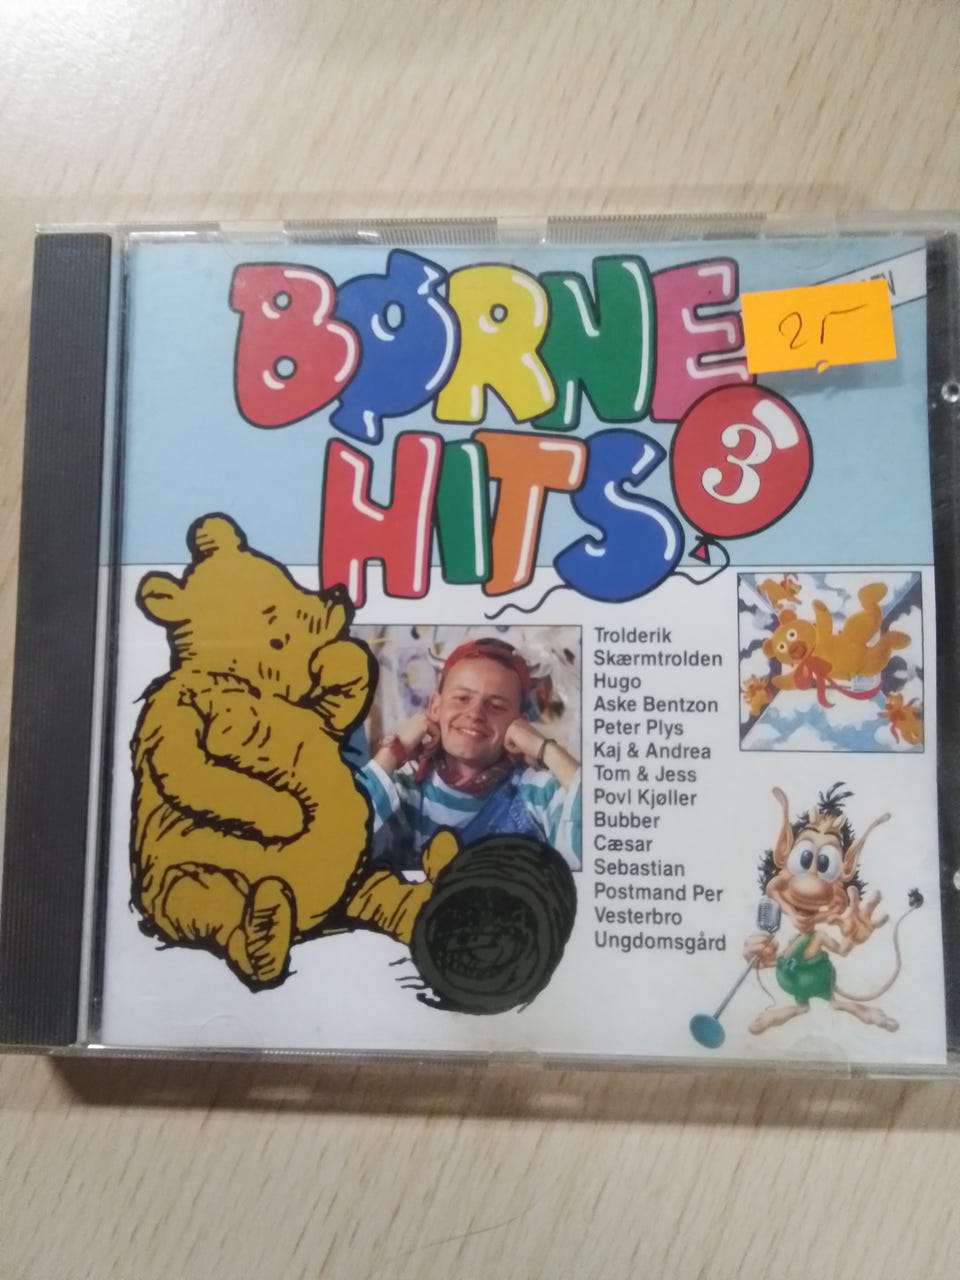 BØRNE
HITS 3
25
Trolderik
Skærmtrolden
Hugo
Aske Bentzon
Peter Plys
Kaj & Andrea
Tom & Jess
Povl Kjøller
Bubber
Cæsar
Sebastian
Postmand Per
Vesterbro
Ungdomsgård